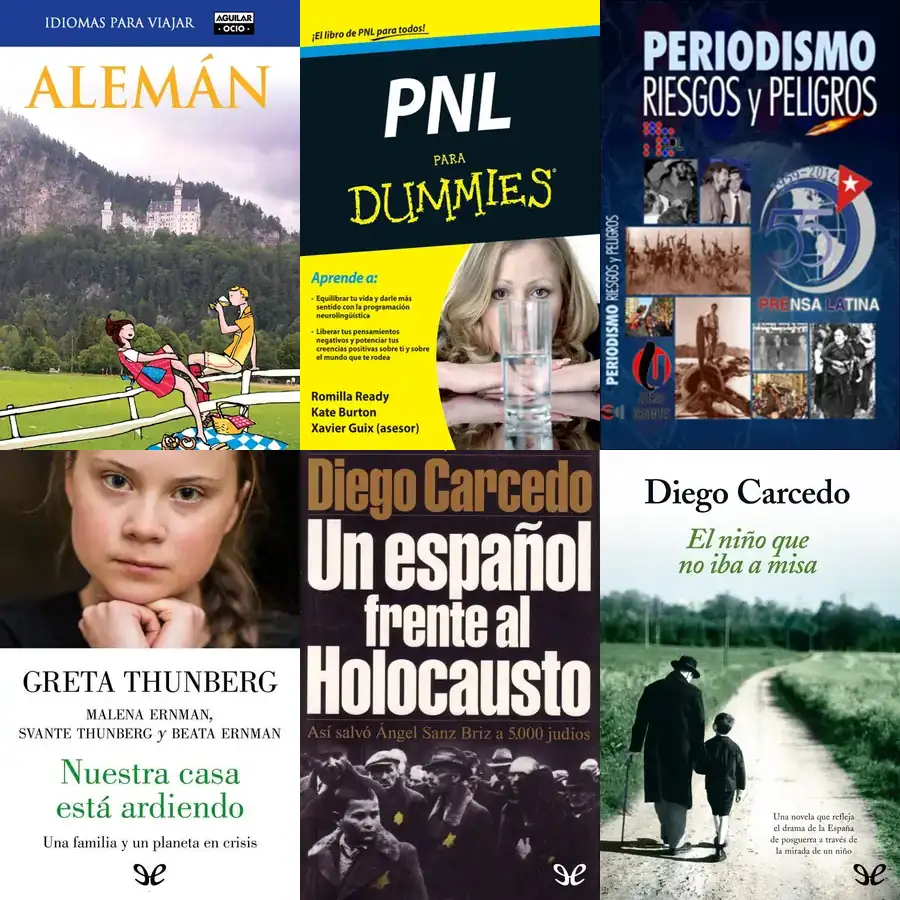 IDIOMAS PARA VIAJAR
AGUILAR
OCIO
ALEMÁN
¡El libro de PNL para todos!
PNL
PARA
DUMMIES
Aprende a:
- Equilibrar tu vida y darle más
sentido con la programación
neurolingüística
- Liberar tus pensamientos
negativos y potenciar tus
creencias positivas sobre ti y sobre
el mundo que te rodea
Romilla Ready
Kate Burton
Xavier Guix (asesor)
PERIODISMO
RIESGOS y PELIGROS
1959-2014
55
PRENSA LATINA
PERIODISMO RIESGOS y PELIGROS
GRETA THUNBERG
MALENA ERNMAN,
SVANTE THUNBERG y BEATA ERNMAN
Nuestra casa
está ardiendo
Una familia y un planeta en crisis
Diego Carcedo
Un español
frente al
Holocausto
Así salvó Ángel Sanz Briz a 5.000 judíos
Diego Carcedo
El niño que
no iba a misa
Una novela que refleja
el drama de la España
de posguerra a través de
la mirada de un niño